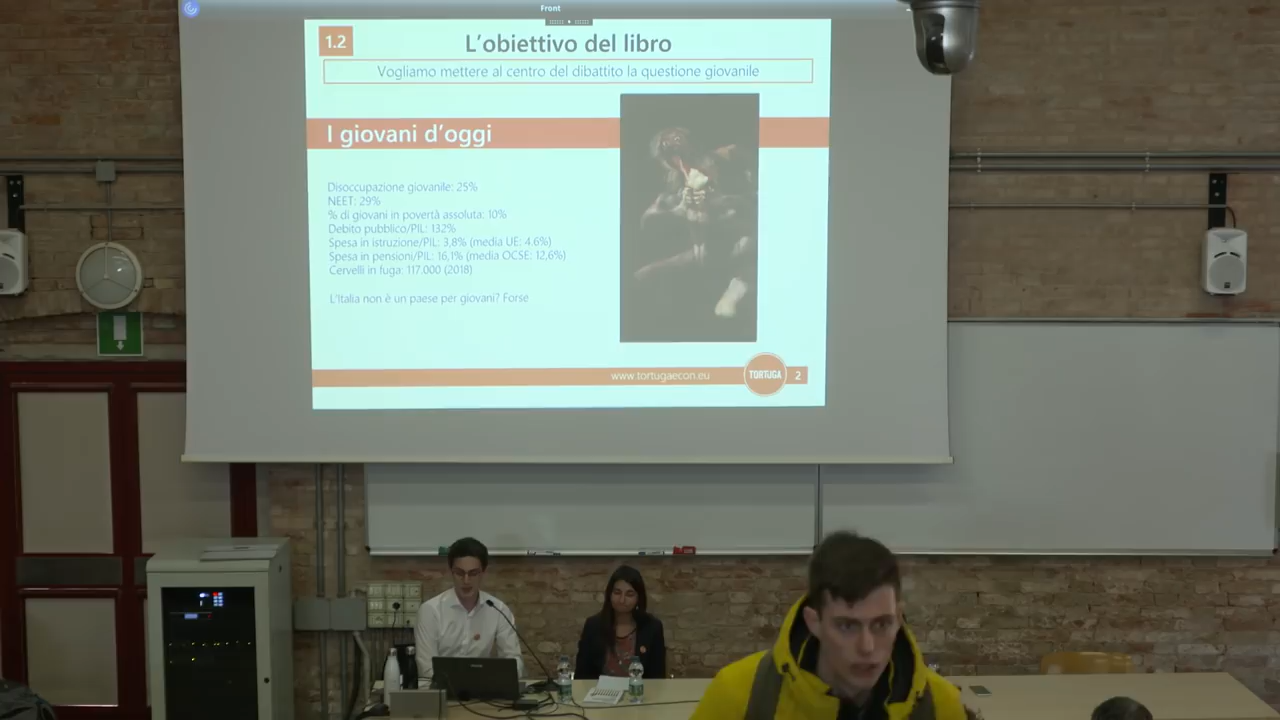 Front
1.2
L'obiettivo del libro
Vogliamo mettere al centro del dibattito la questione giovanile
I giovani d'oggi
Disoccupazione giovanile: 25%
NEET: 29%
% di giovani in povertà assoluta: 10%
Debito pubblico/PIL: 132%
Spesa in istruzione/PIL: 3,8% (media UE: 4.6%)
Spesa in pensioni/PIL: 16,1% (media OCSE: 12,6%)
Cervelli in fuga: 117.000 (2018)
L'Italia non è un paese per giovani? Forse
www.tortugaecon.eu
TORTUGA
2